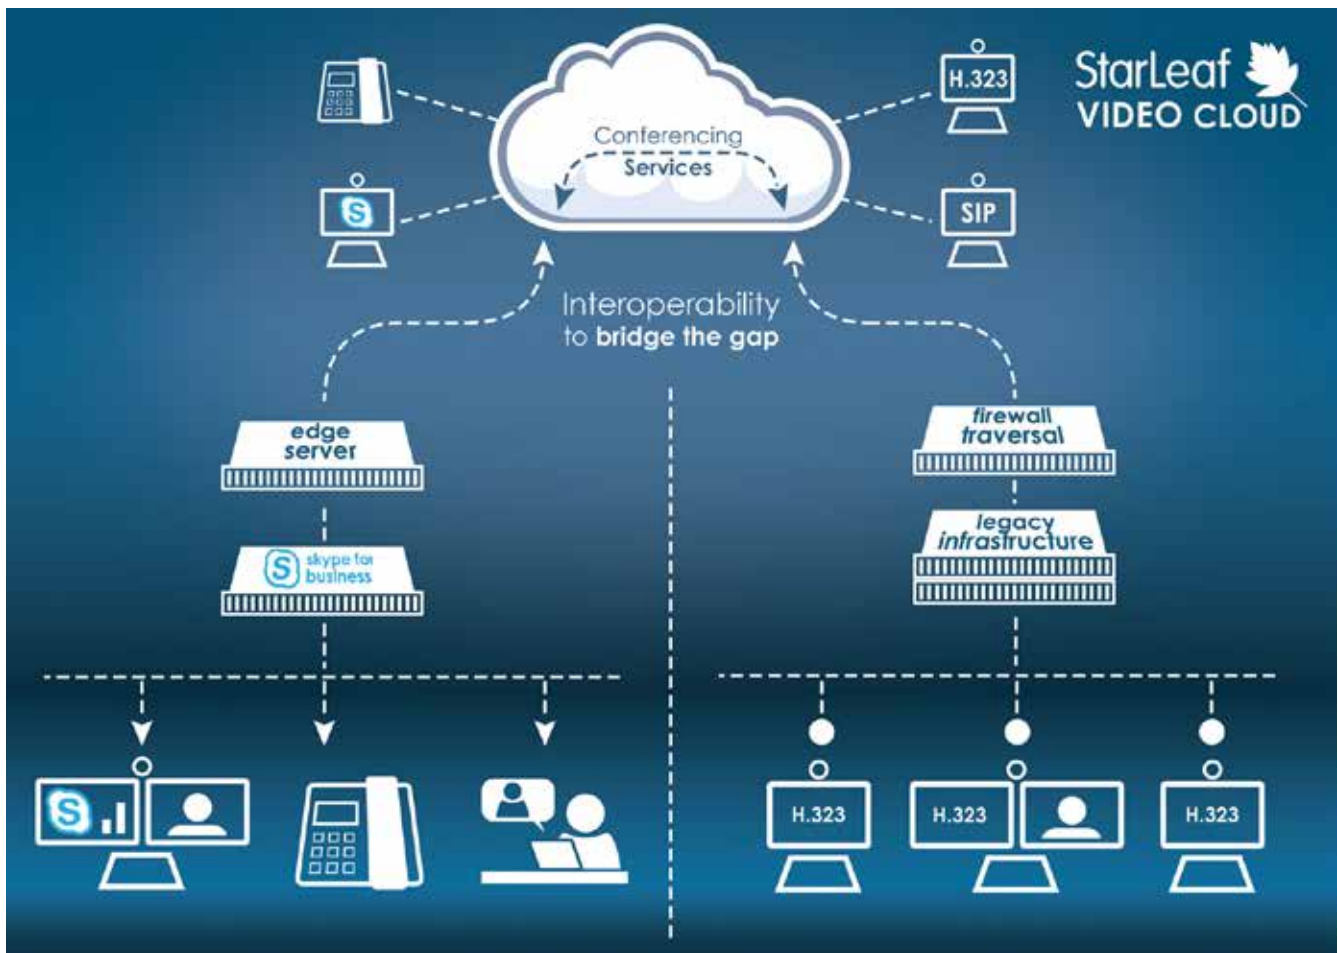 StarLeaf
VIDEO CLOUD
H.323
Conferencing
Services
S
SIP
Interoperability
to bridge the gap
edge
server
firewall
traversal
legacy
infrastructure
S skype for
business
S
H.323
H.323
H.323